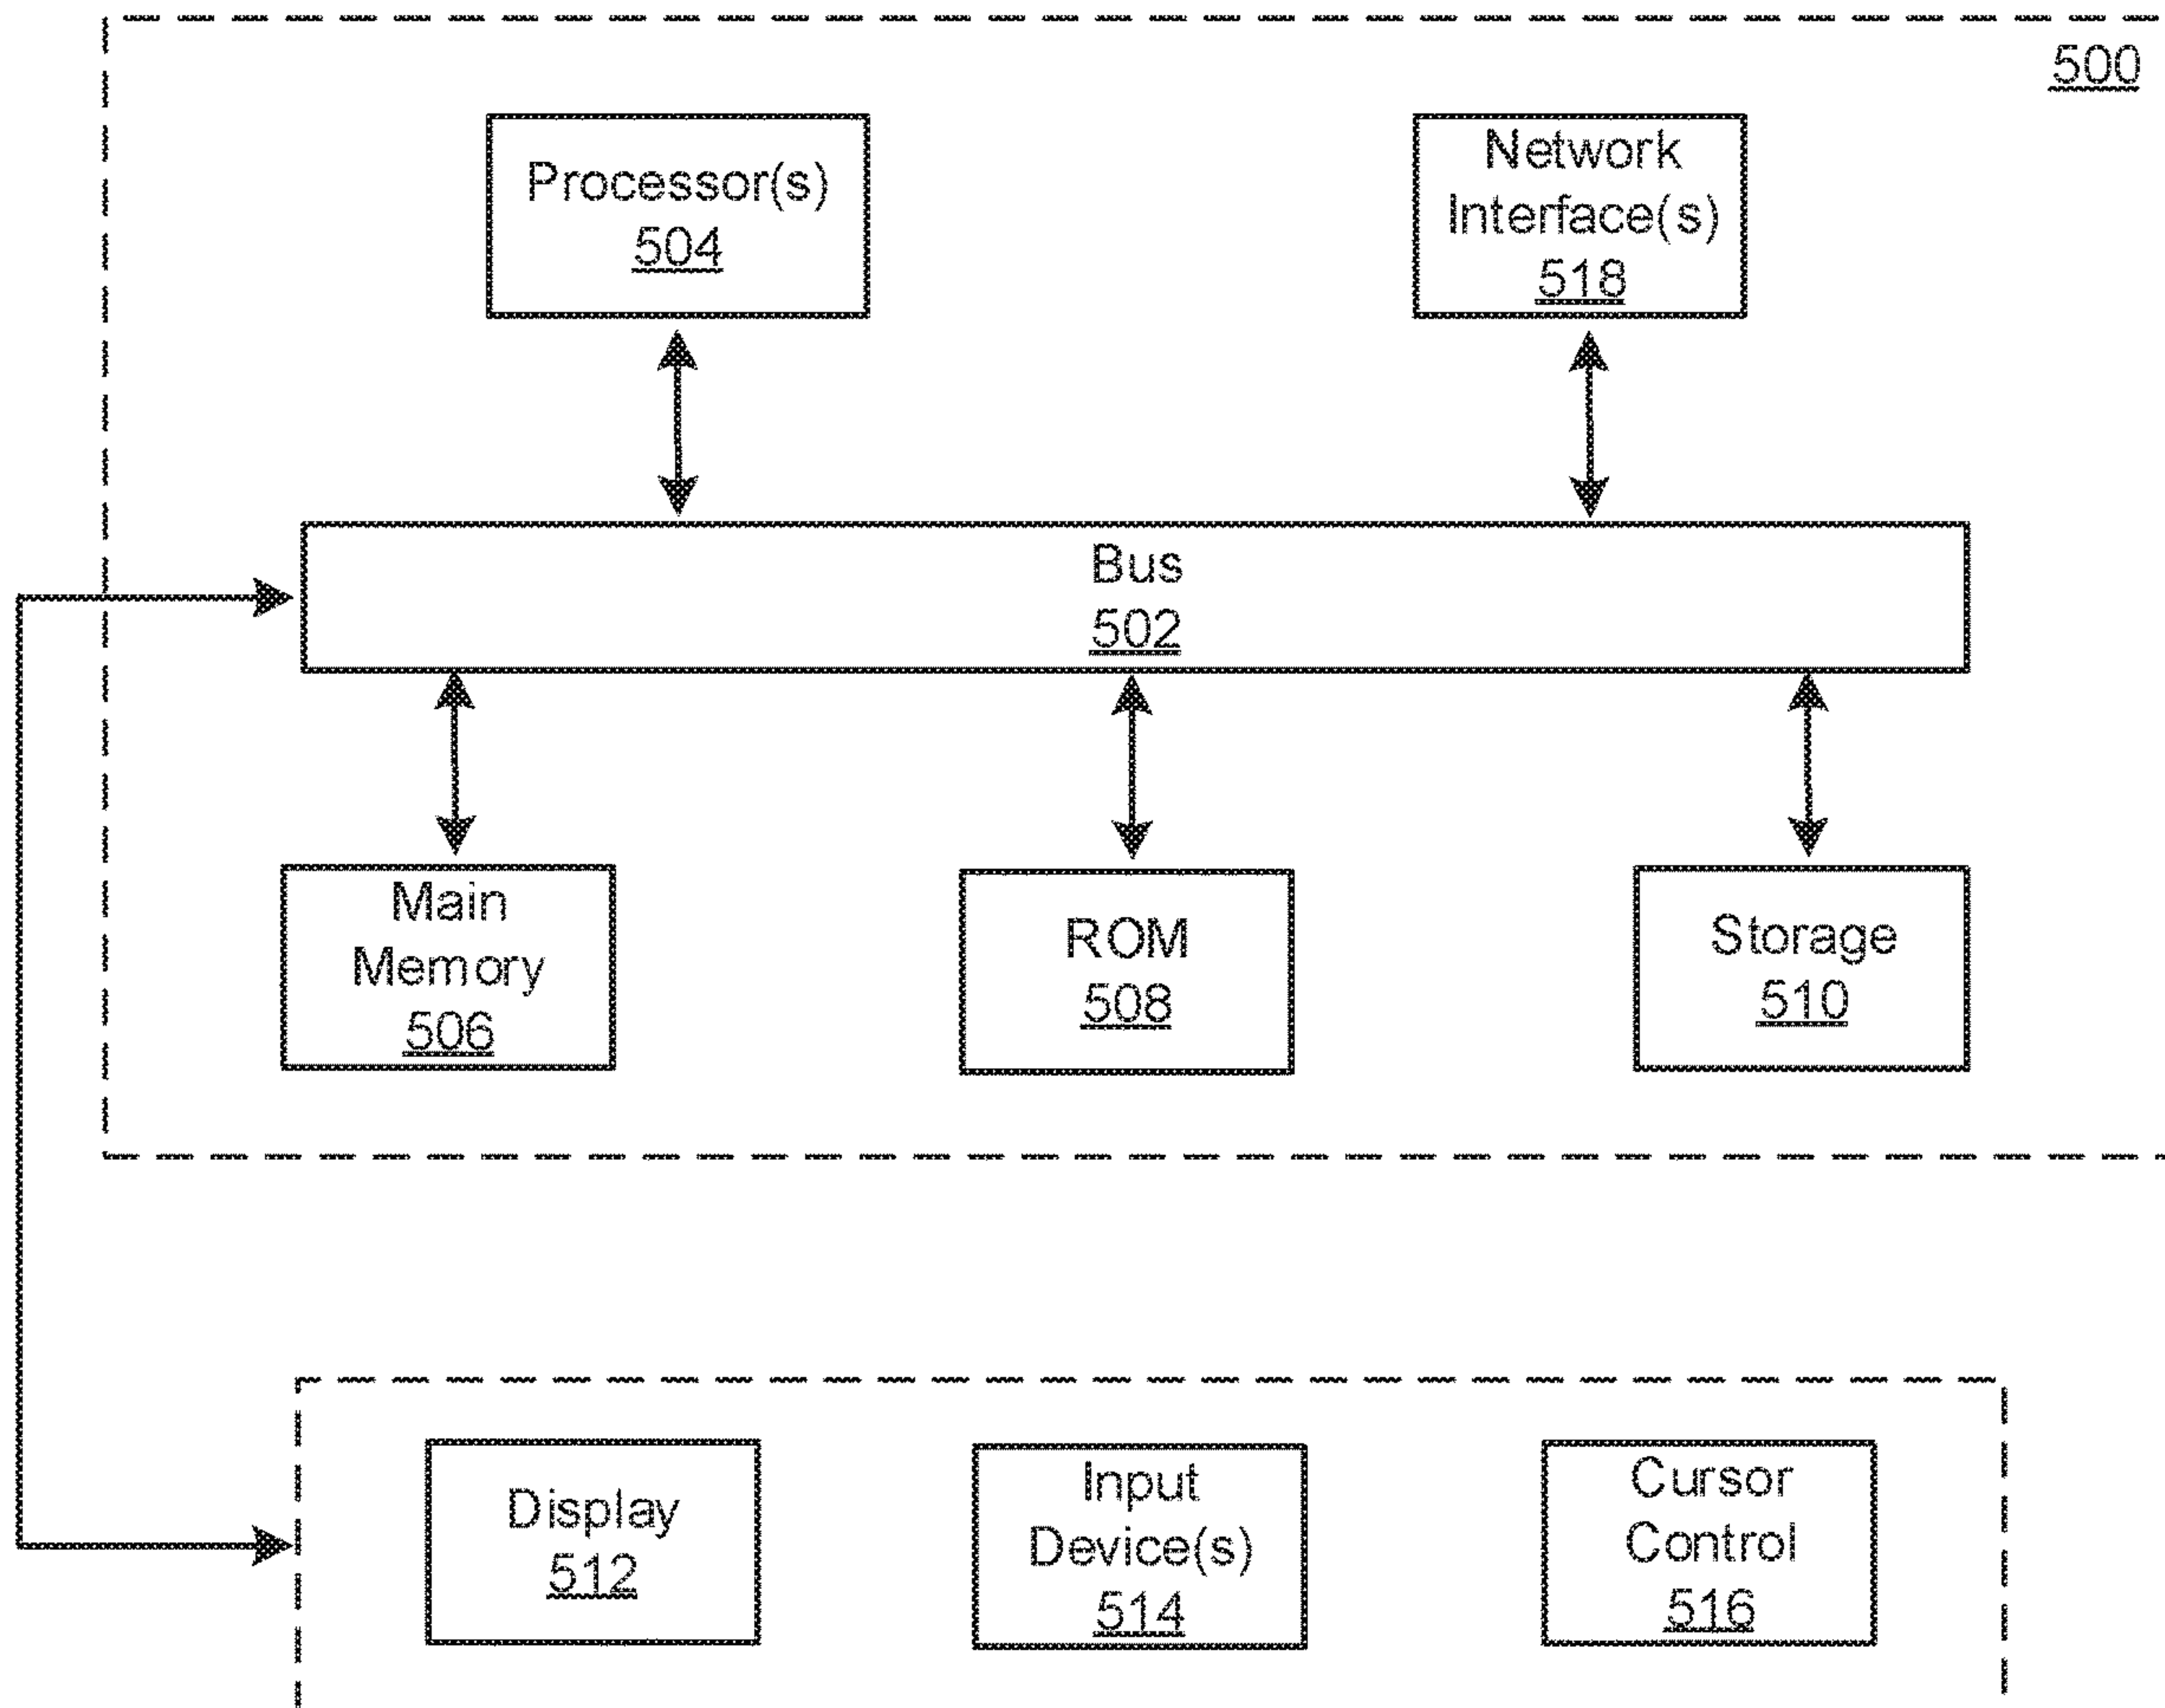 500
Processor(s)
504
Network
Interface(s)
518
Bus
502
Main
Memory
506
ROM
508
Storage
510
Display
512
Input
Device(s)
514
Cursor
Control
516